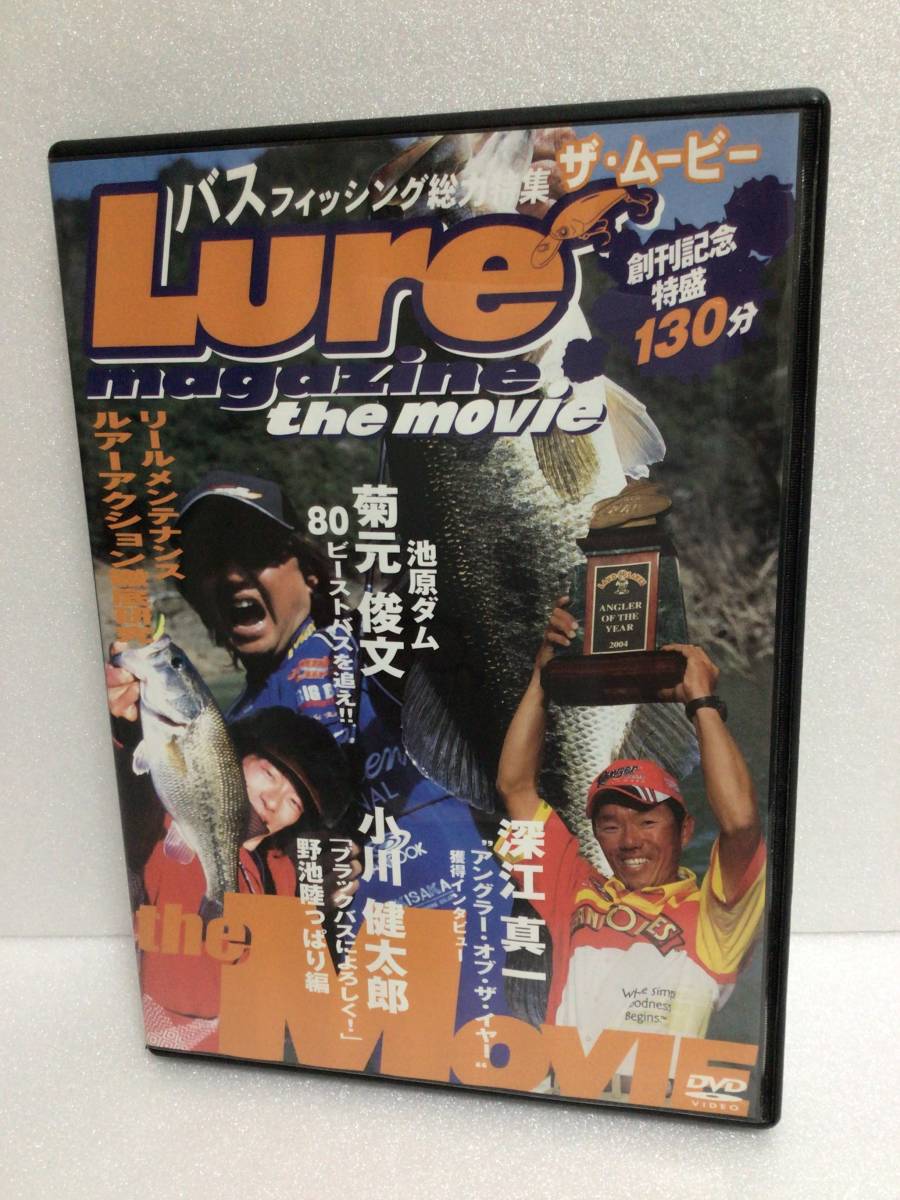 バスフィッシング総力特集
ザ・ムービー
Lure
magazine
the movie
創刊記念
特盛
130分
リールメンテナンス
ルアーアクション徹底研究
池原ダム
菊元 俊文
80
ビーストバスを追え!!
ANGLER
OF THE
YEAR
2004
Ranger
深江 真一
"アングラー・オブ・ザ・イヤー"
獲得インタビュー
小川 健太郎
「ブラックバスによろしく!」
野池陸っぱり編
the
MOVIE
DVD
VIDEO